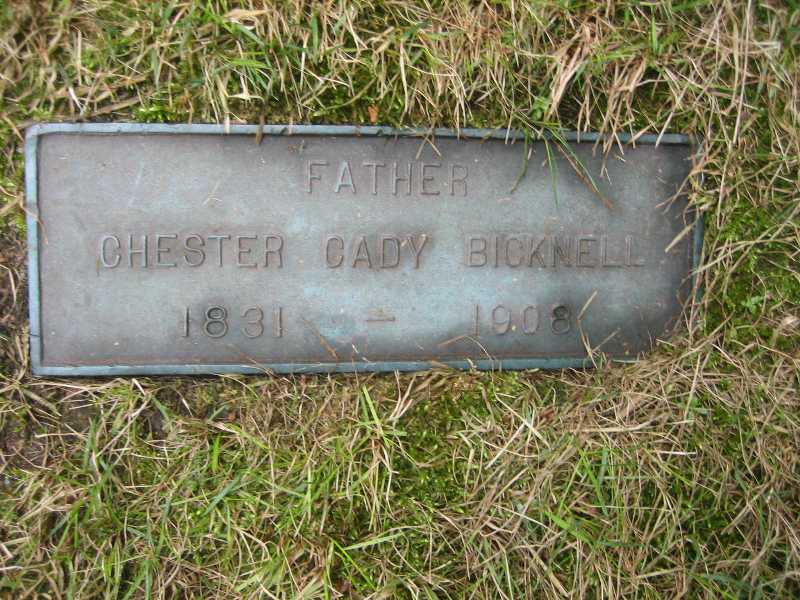 FATHER
CHESTER CADY BICKNELL
1831 – 1908